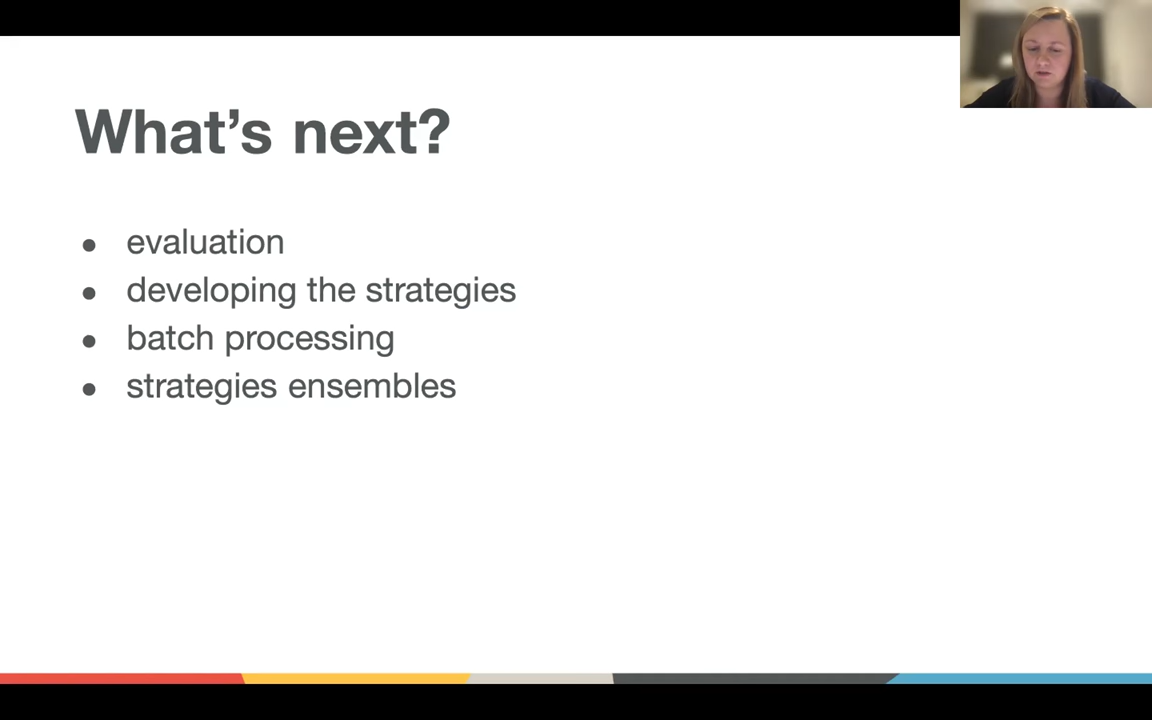 What's next?
● evaluation
● developing the strategies
● batch processing
● strategies ensembles